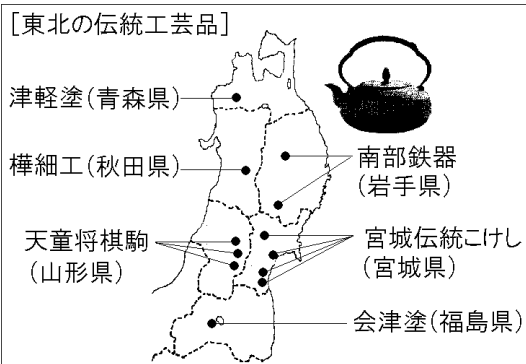 [東北の伝統工芸品]
津軽塗(青森県)
樺細工(秋田県)
南部鉄器
(岩手県)
天童将棋駒
(山形県)
宮城伝統こけし
(宮城県)
会津塗(福島県)